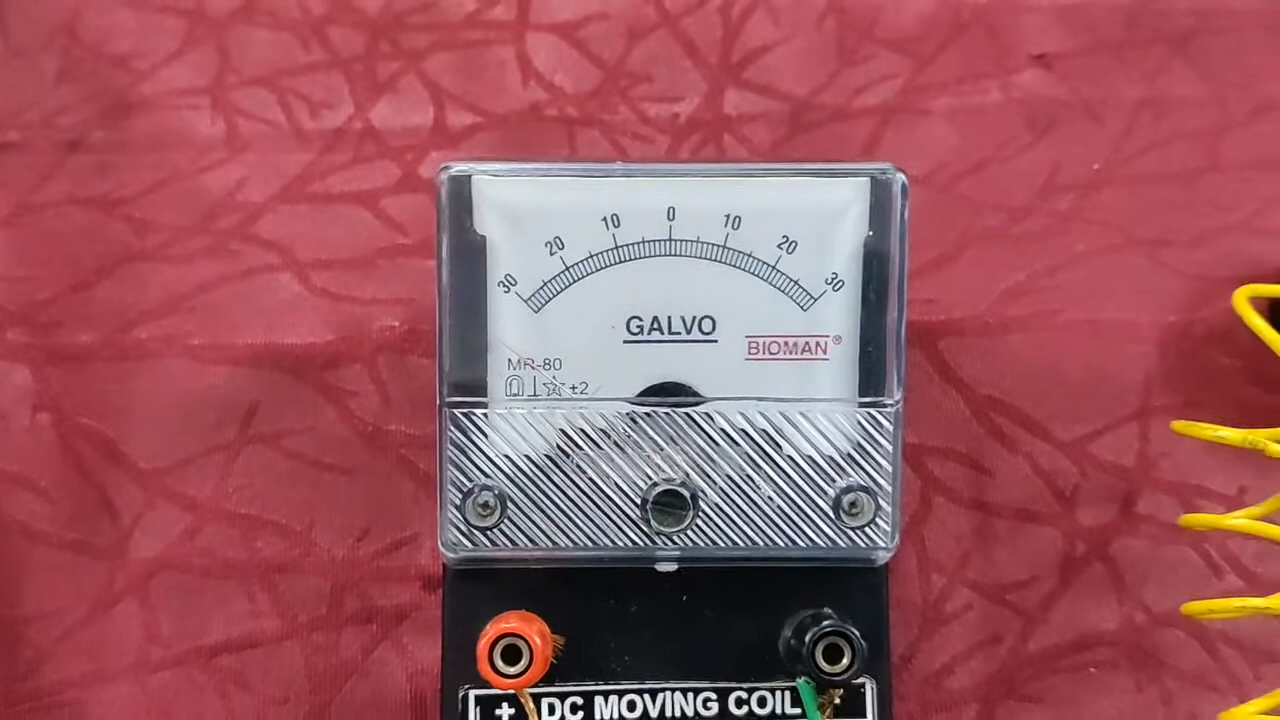 30 20 10 0 10 20 30
GALVO
BIOMAN®
MR-80
±2
+ DC MOVING COIL